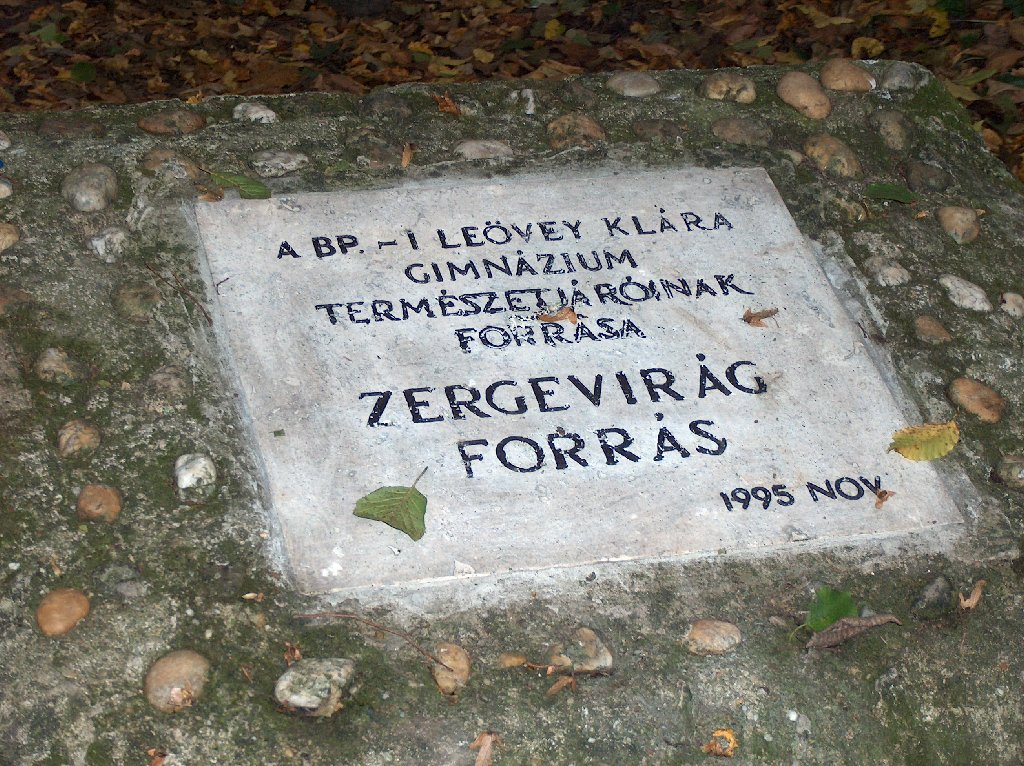 A BP. - I LEÖVEY KLÁRA
GIMNÁZIUM
TERMÉSZETJÁRÓINAK
FORRÁSA
ZERGEVIRÁG
FORRÁS
1995 NOV.